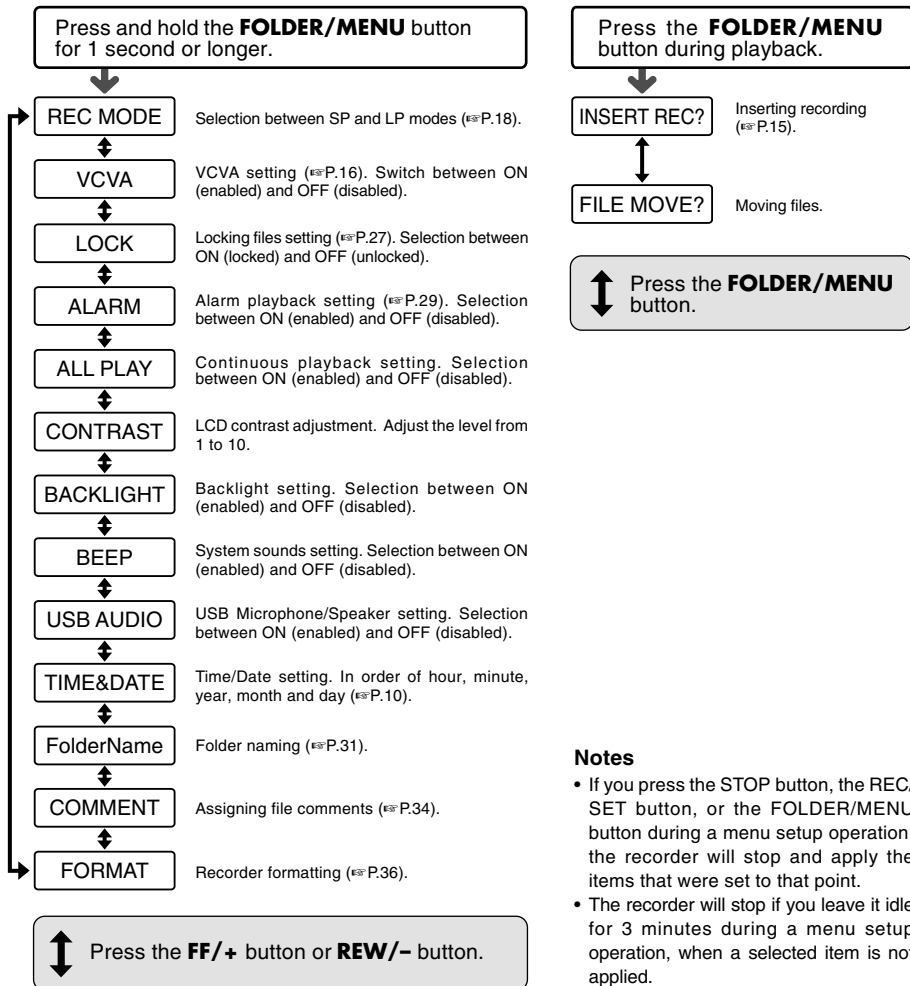 Press and hold the FOLDER/MENU button
for 1 second or longer.
REC MODE
Selection between SP and LP modes (☞P.18).
VCVA
VCVA setting (☞P.16). Switch between ON
(enabled) and OFF (disabled).
LOCK
Locking files setting (☞P.27). Selection between
ON (locked) and OFF (unlocked).
ALARM
Alarm playback setting (☞P.29). Selection
between ON (enabled) and OFF (disabled).
ALL PLAY
Continuous playback setting. Selection
between ON (enabled) and OFF (disabled).
CONTRAST
LCD contrast adjustment. Adjust the level from
1 to 10.
BACKLIGHT
Backlight setting. Selection between ON
(enabled) and OFF (disabled).
BEEP
System sounds setting. Selection between ON
(enabled) and OFF (disabled).
USB AUDIO
USB Microphone/Speaker setting. Selection
between ON (enabled) and OFF (disabled).
TIME&DATE
Time/Date setting. In order of hour, minute,
year, month and day (☞P.10).
FolderName
Folder naming (☞P.31).
COMMENT
Assigning file comments (☞P.34).
FORMAT
Recorder formatting (☞P.36).
Press the FF/+ button or REW/– button.
Press the FOLDER/MENU
button during playback.
INSERT REC?
Inserting recording
(☞P.15).
FILE MOVE?
Moving files.
Press the FOLDER/MENU
button.
Notes
• If you press the STOP button, the REC/
SET button, or the FOLDER/MENU
button during a menu setup operation
the recorder will stop and apply the
items that were set to that point.
• The recorder will stop if you leave it idle
for 3 minutes during a menu setup
operation, when a selected item is not
applied.